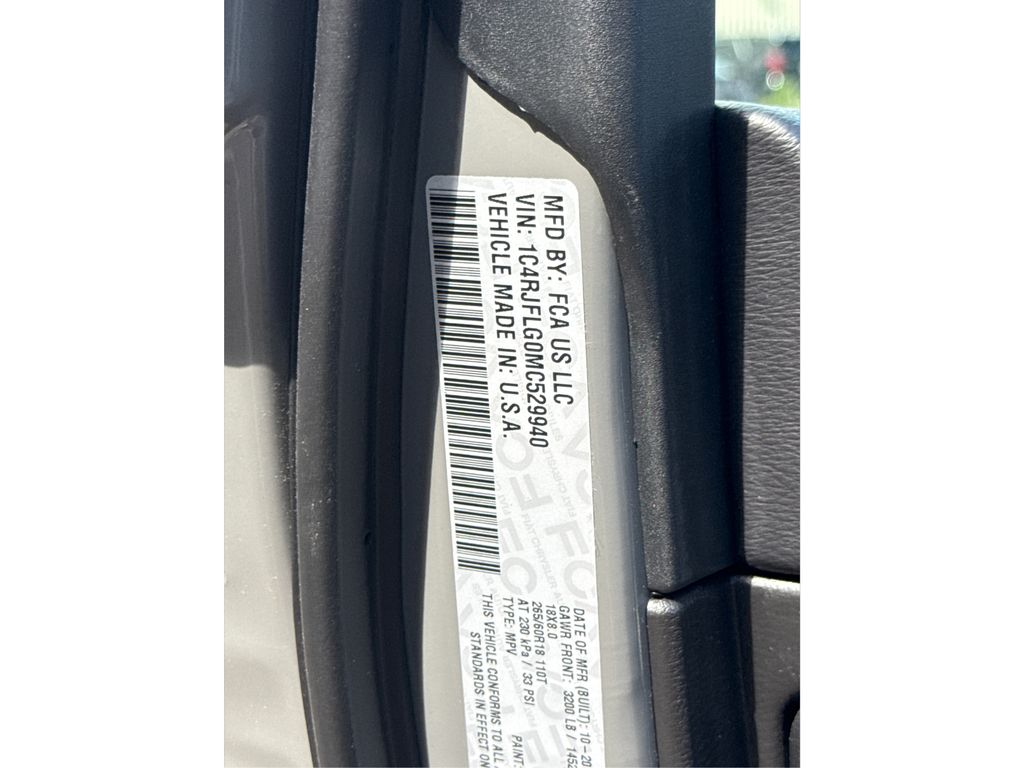 MFD BY: FCA US LLC
VIN: 1C4RJFLG0MC529940
VEHICLE MADE IN: U.S.A.
DATE OF MFR (BUILT): 10-20
GAWR FRONT: 3200 LB / 1452
18X8.0
265/60R18 110T
AT 230 kPa / 33 PSI
TYPE: MPV PAINT:
THIS VEHICLE CONFORMS TO ALL
STANDARDS IN EFFECT ON